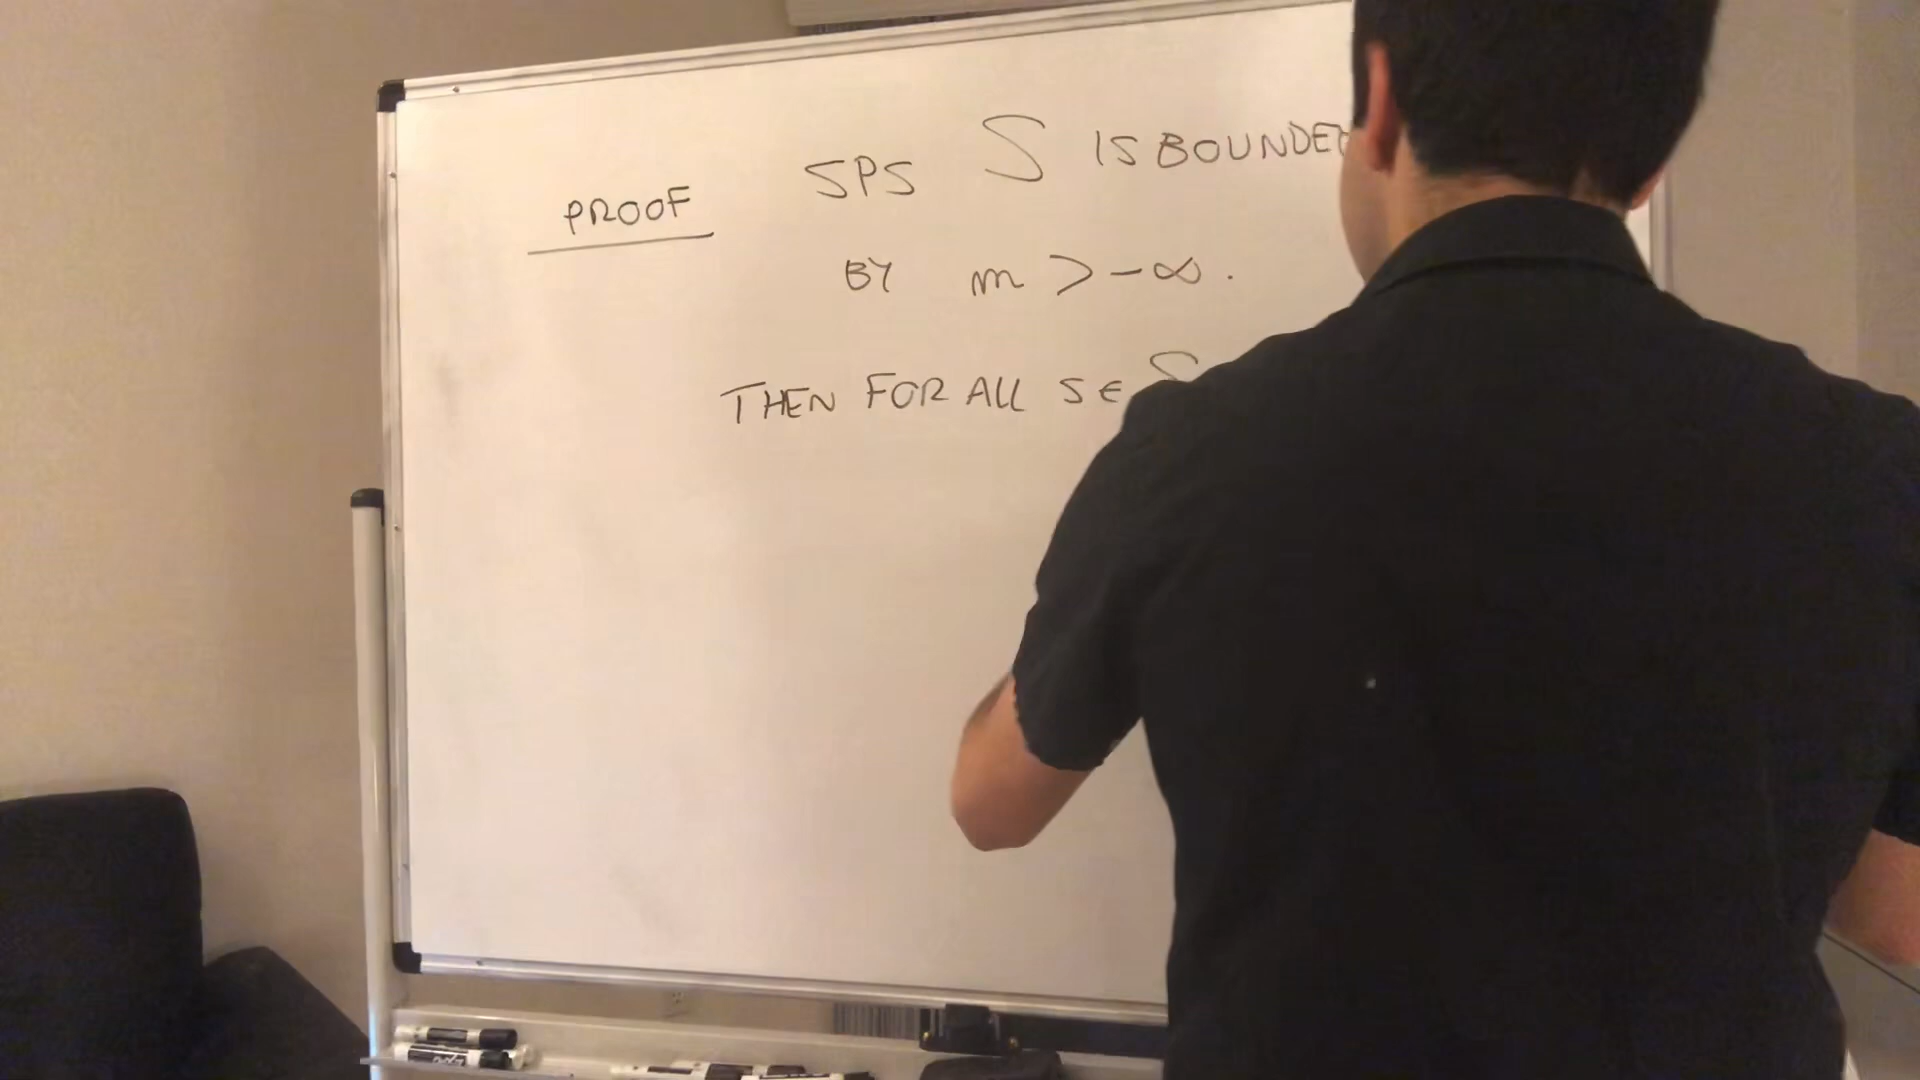 PROOF
SPS S IS BOUNDED
BY m > -∞.
THEN FOR ALL s ∈ S